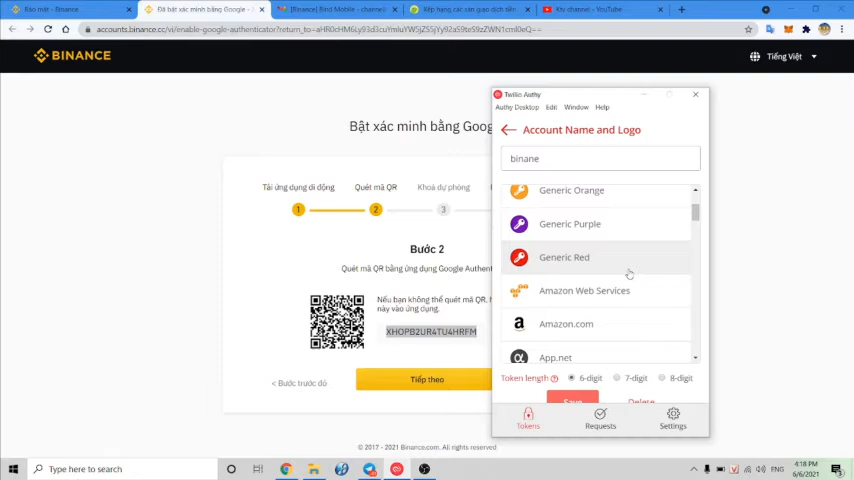 Bảo mật - Binance
Đã bật xác minh bằng Google -
[Binance] Bind Mobile - channelk
Xếp hạng các sàn giao dịch tiền
Ktv channel - YouTube
accounts.binance.cc/vi/enable-google-authenticator?return_to=
BINANCE
Tiếng Việt
Bật xác minh bằng Goog
Tải ứng dụng di động
Quét mã QR
Khoá dự phòng
1
2
3
Bước 2
Quét mã QR bằng ứng dụng Google Authent
Nếu bạn không thể quét mã QR, h
này vào ứng dụng.
XHOPB2UR4TU4HRFM
< Bước trước đó
Tiếp theo
© 2017 - 2021 Binance.com. All rights reserved
Twilio Authy
Authy Desktop Edit Window Help
Account Name and Logo
binane
Generic Orange
Generic Purple
Generic Red
Amazon Web Services
Amazon.com
App.net
Token length
6-digit
7-digit
8-digit
Save
Delete
Tokens
Requests
Settings
Type here to search
ENG
4:18 PM
6/6/2021
3